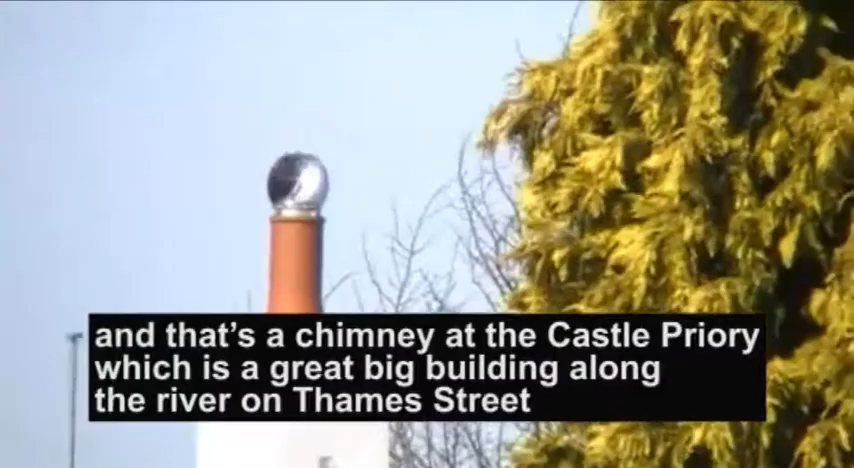 and that's a chimney at the Castle Priory
which is a great big building along
the river on Thames Street